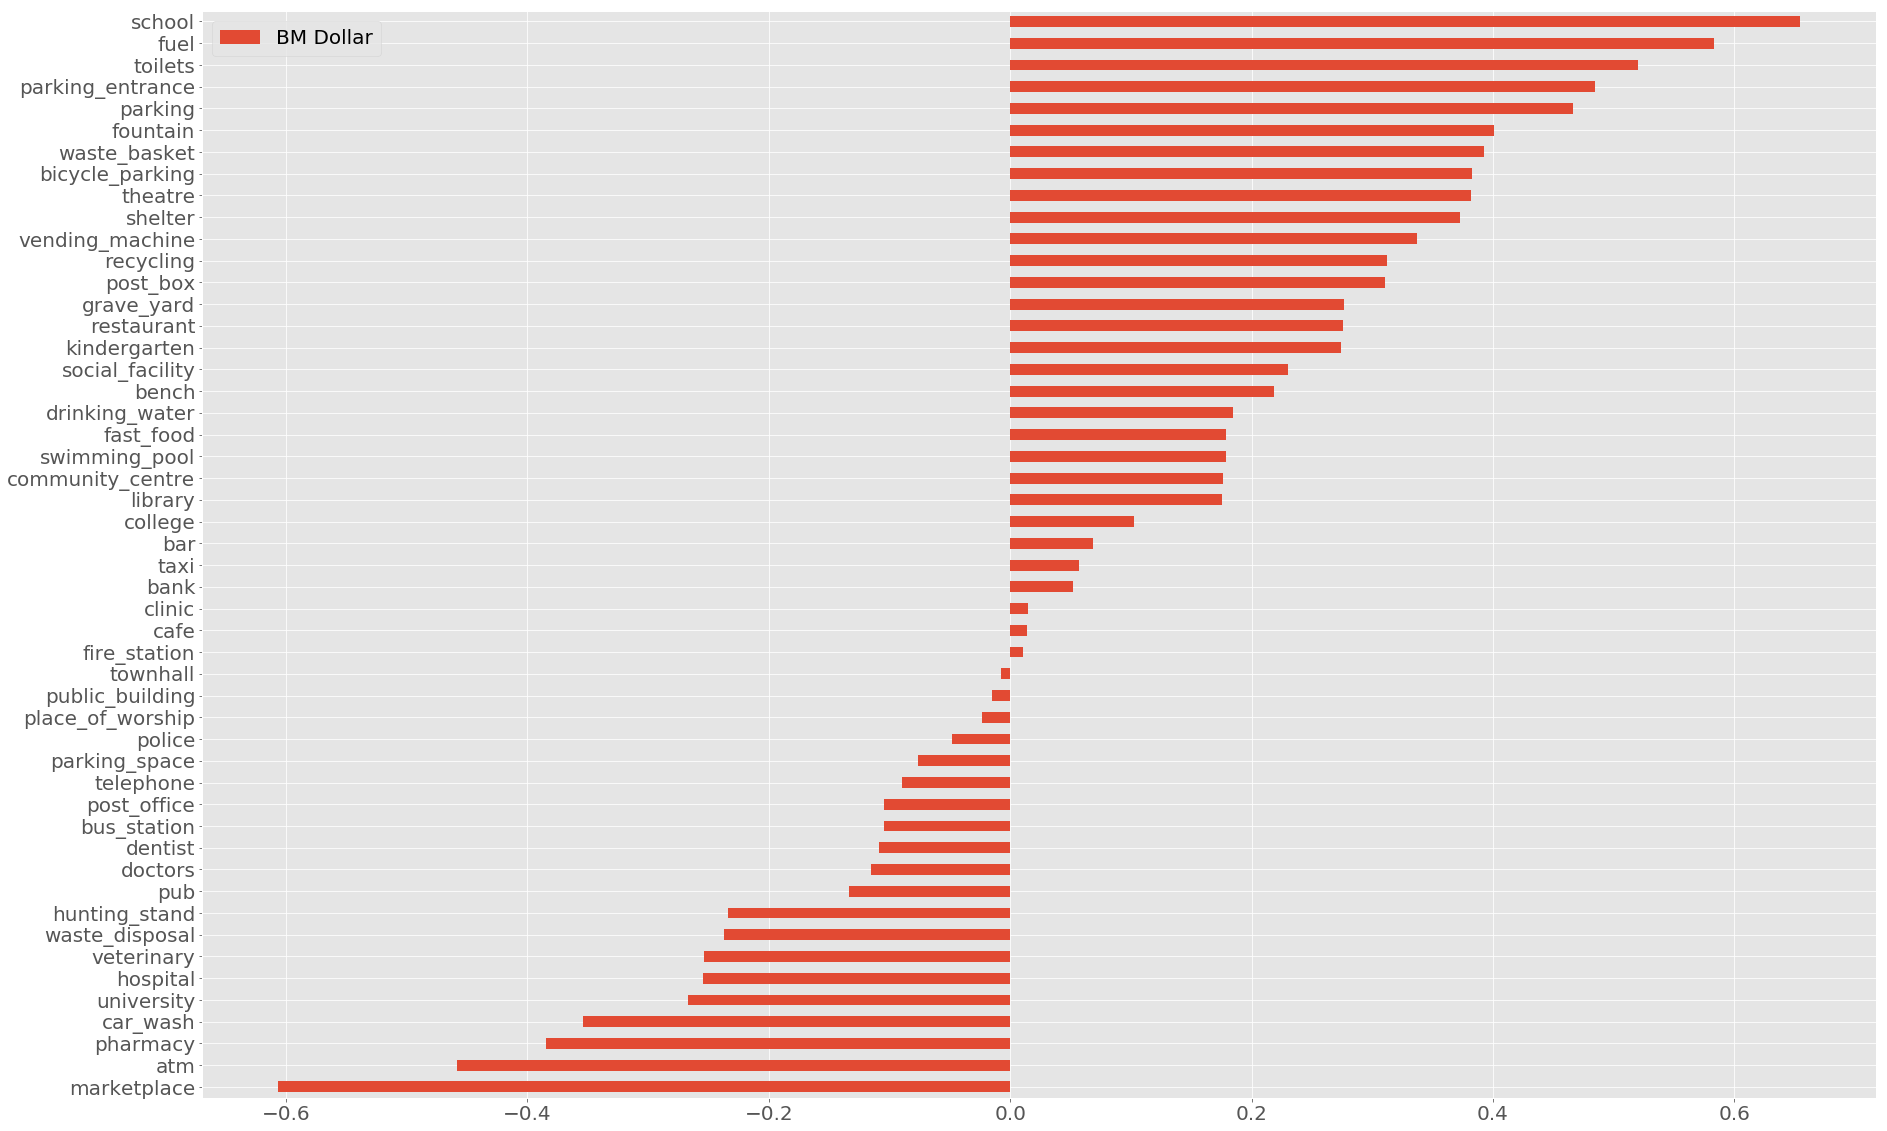 BM Dollar
school
fuel
toilets
parking_entrance
parking
fountain
waste_basket
bicycle_parking
theatre
shelter
vending_machine
recycling
post_box
grave_yard
restaurant
kindergarten
social_facility
bench
drinking_water
fast_food
swimming_pool
community_centre
library
college
bar
taxi
bank
clinic
cafe
fire_station
townhall
public_building
place_of_worship
police
parking_space
telephone
post_office
bus_station
dentist
doctors
pub
hunting_stand
waste_disposal
veterinary
hospital
university
car_wash
pharmacy
atm
marketplace
−0.6 −0.4 −0.2 0.0 0.2 0.4 0.6